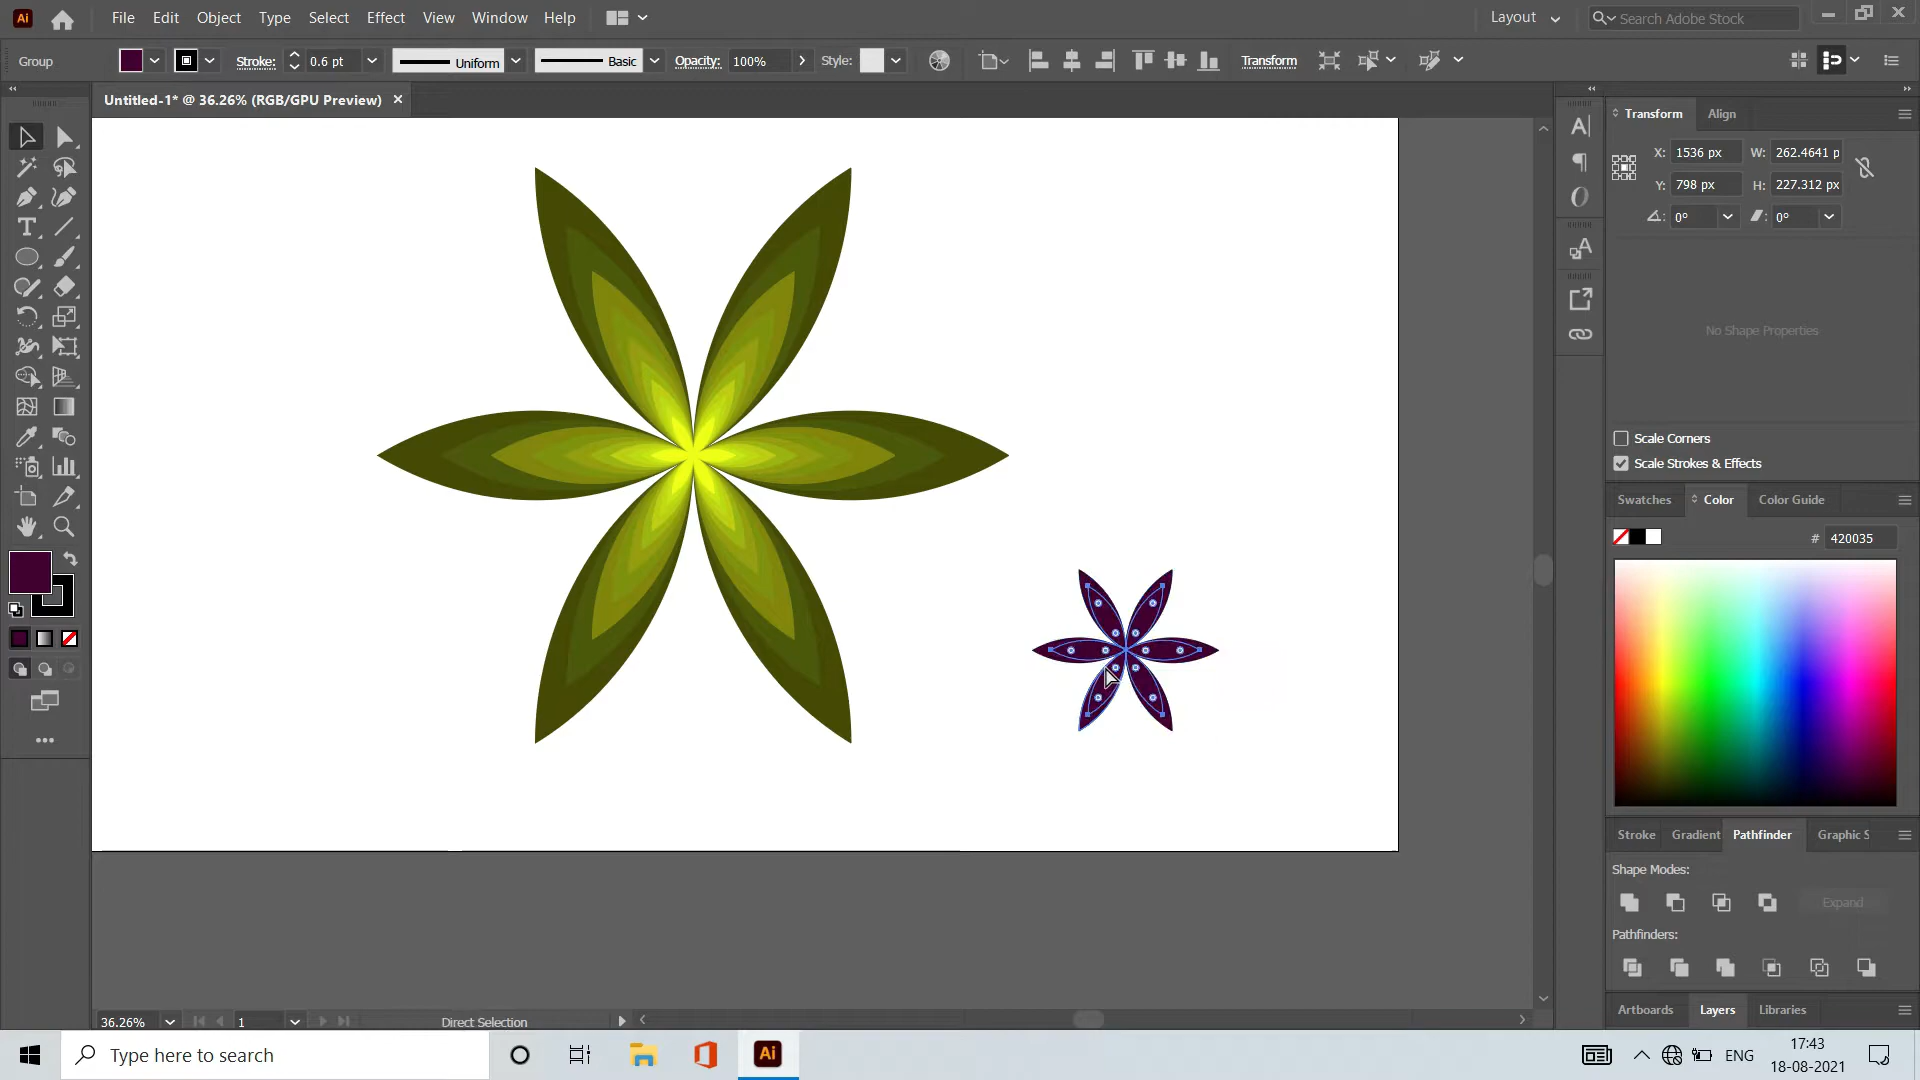 Ai File Edit Object Type Select Effect View Window Help Layout Search Adobe Stock
Group Stroke: 0.6 pt Uniform Basic Opacity: 100% Style: Transform
Untitled-1* @ 36.26% (RGB/GPU Preview)
Transform Align
X: 1536 px W: 262.4641 p
Y: 798 px H: 227.312 px
0° 0°
No Shape Properties
Scale Corners
Scale Strokes & Effects
Swatches Color Color Guide
# 420035
Stroke Gradient Pathfinder Graphic S
Shape Modes:
Expand
Pathfinders:
Artboards Layers Libraries
36.26% 1 Direct Selection
Type here to search Ai ENG 17:43
18-08-2021